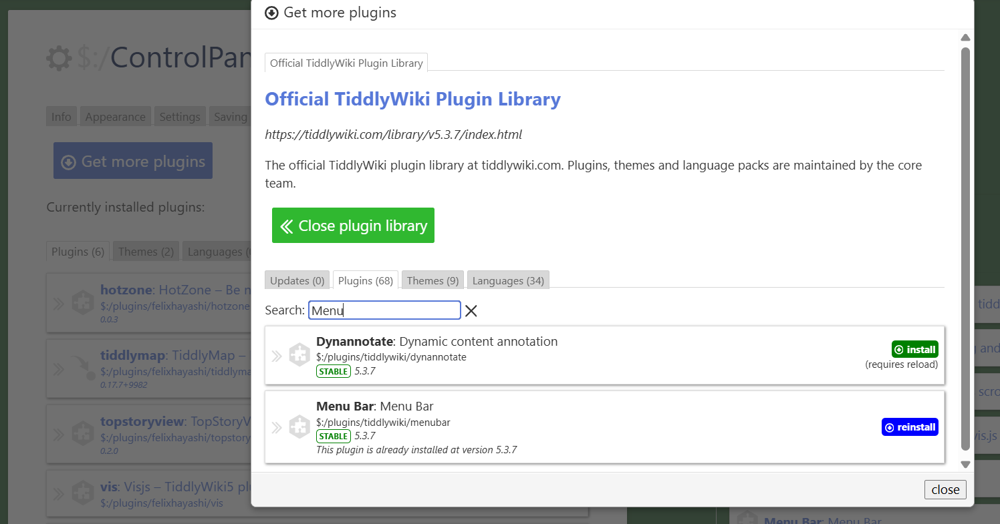 Get more plugins
Official TiddlyWiki Plugin Library
Official TiddlyWiki Plugin Library
https://tiddlywiki.com/library/v5.3.7/index.html
The official TiddlyWiki plugin library at tiddlywiki.com. Plugins, themes and language packs are maintained by the core
team.
Close plugin library
Updates (0) Plugins (68) Themes (9) Languages (34)
Search: Menu
Dynannotate: Dynamic content annotation
$:/plugins/tiddlywiki/dynannotate
STABLE 5.3.7
install
(requires reload)
Menu Bar: Menu Bar
$:/plugins/tiddlywiki/menubar
STABLE 5.3.7
This plugin is already installed at version 5.3.7
reinstall
close
$:/ControlPan
Info Appearance Settings Saving
Get more plugins
Currently installed plugins:
Plugins (6) Themes (2) Languages (
hotzone: HotZone – Be n
$:/plugins/felixhayashi/hotzone
0.0.3
tiddlymap: TiddlyMap –
$:/plugins/felixhayashi/tiddlyma
0.17.7+9982
topstoryview: TopStoryV
$:/plugins/felixhayashi/topstory
0.2.0
vis: Visjs – TiddlyWiki5 pl
$:/plugins/felixhayashi/vis
tidd
and
scro
vis.js
Menu Bar: Menu Bar